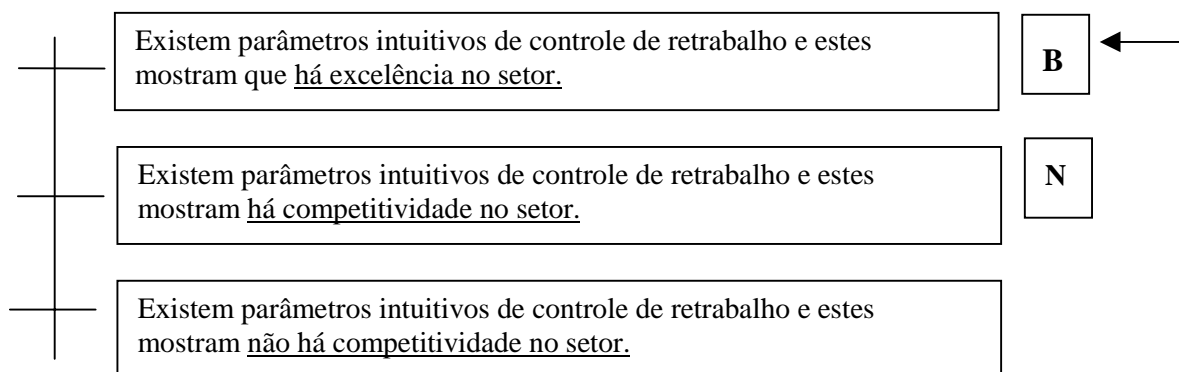 Existem parâmetros intuitivos de controle de retrabalho e estes
mostram que há excelência no setor.
B
Existem parâmetros intuitivos de controle de retrabalho e estes
mostram há competitividade no setor.
N
Existem parâmetros intuitivos de controle de retrabalho e estes
mostram não há competitividade no setor.